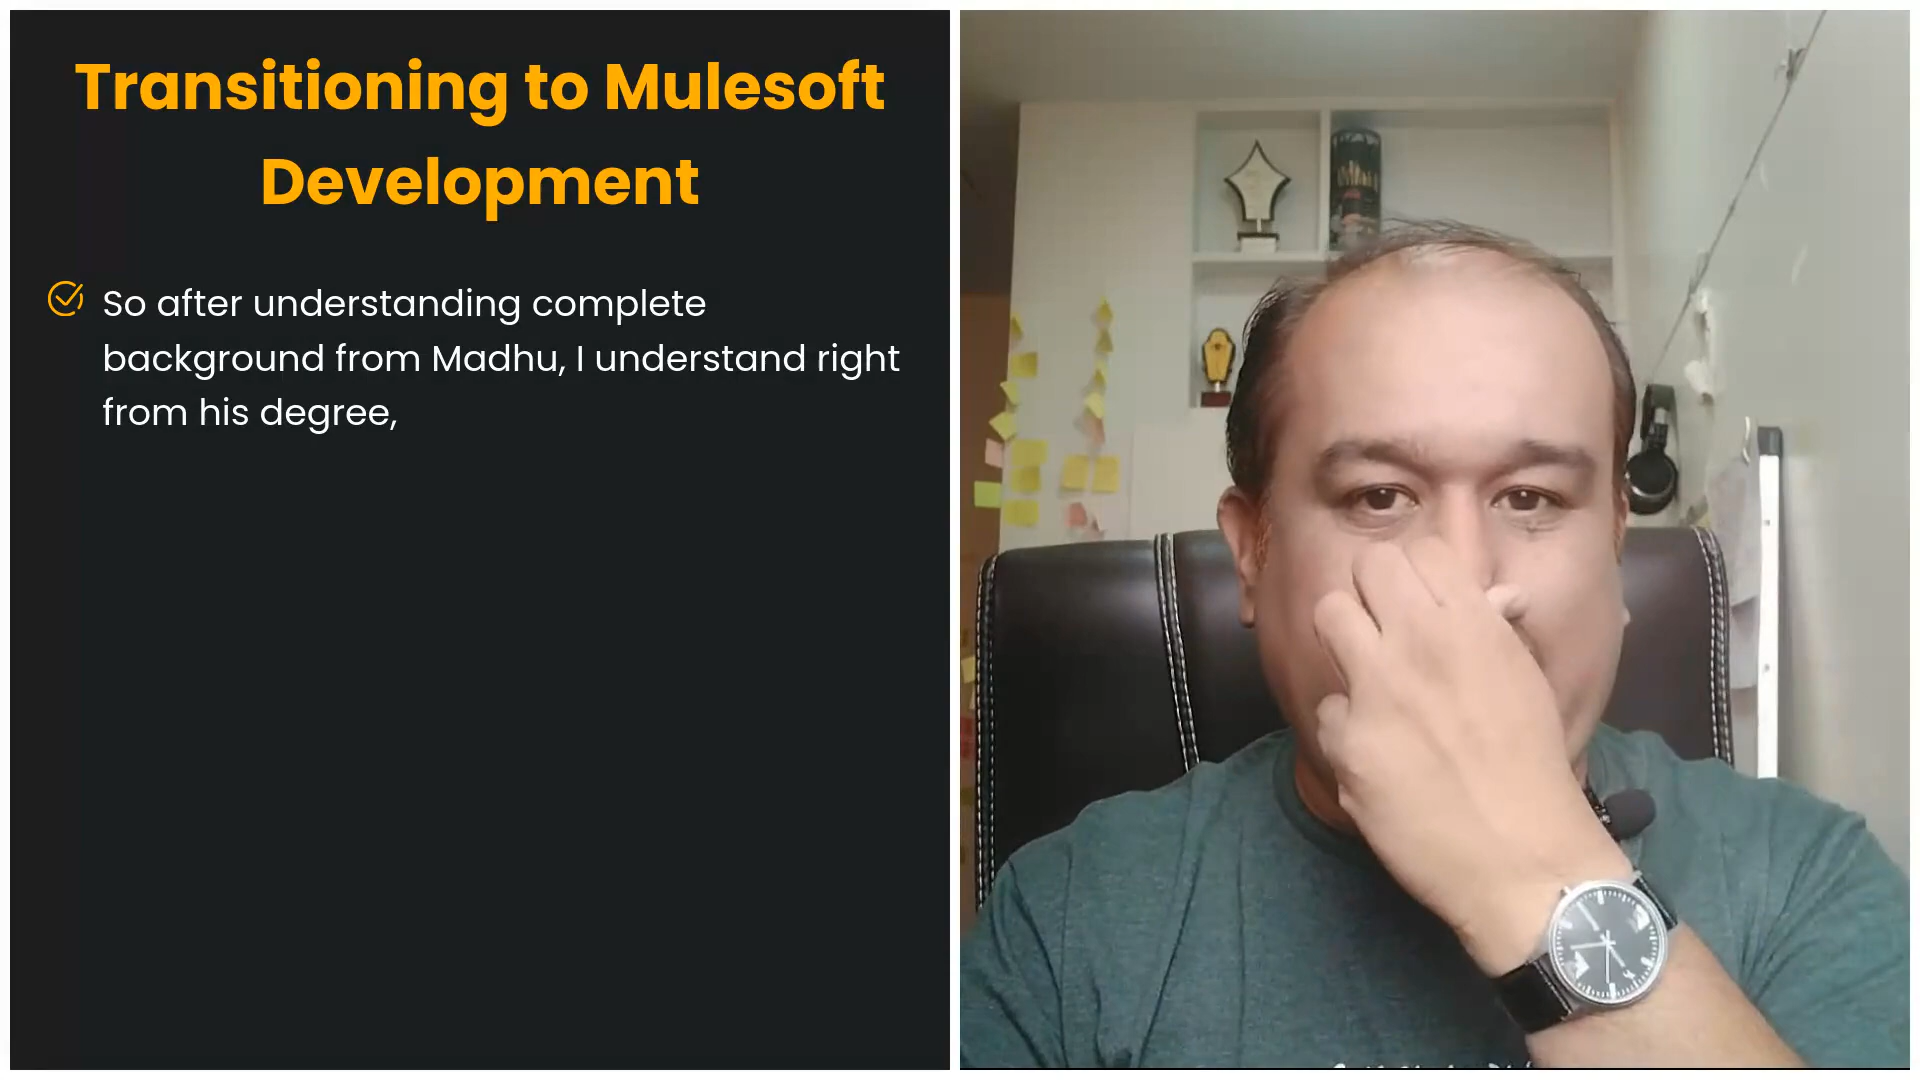 Transitioning to Mulesoft
Development
So after understanding complete
background from Madhu, I understand right
from his degree,